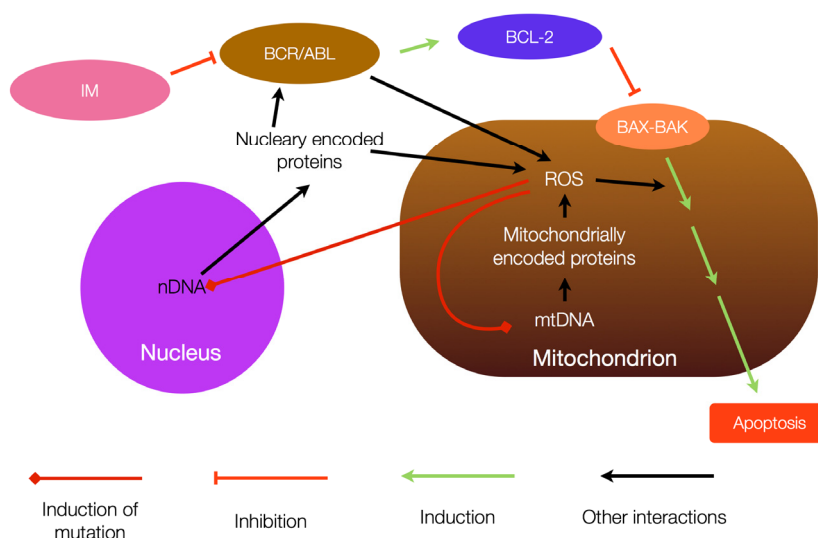 BCR/ABL
BCL-2
IM
BAX-BAK
Nucleary encoded
proteins
ROS
Mitochondrially
encoded proteins
nDNA
mtDNA
Nucleus
Mitochondrion
Apoptosis
Induction of
mutation
Inhibition
Induction
Other interactions